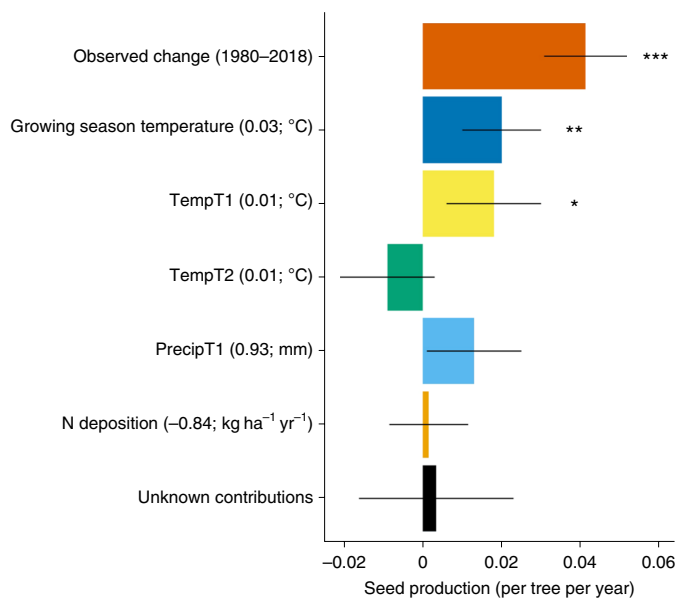 Observed change (1980–2018)
***
Growing season temperature (0.03; °C)
**
TempT1 (0.01; °C)
*
TempT2 (0.01; °C)
PrecipT1 (0.93; mm)
N deposition (–0.84; kg ha⁻¹ yr⁻¹)
Unknown contributions
–0.02 0 0.02 0.04 0.06
Seed production (per tree per year)